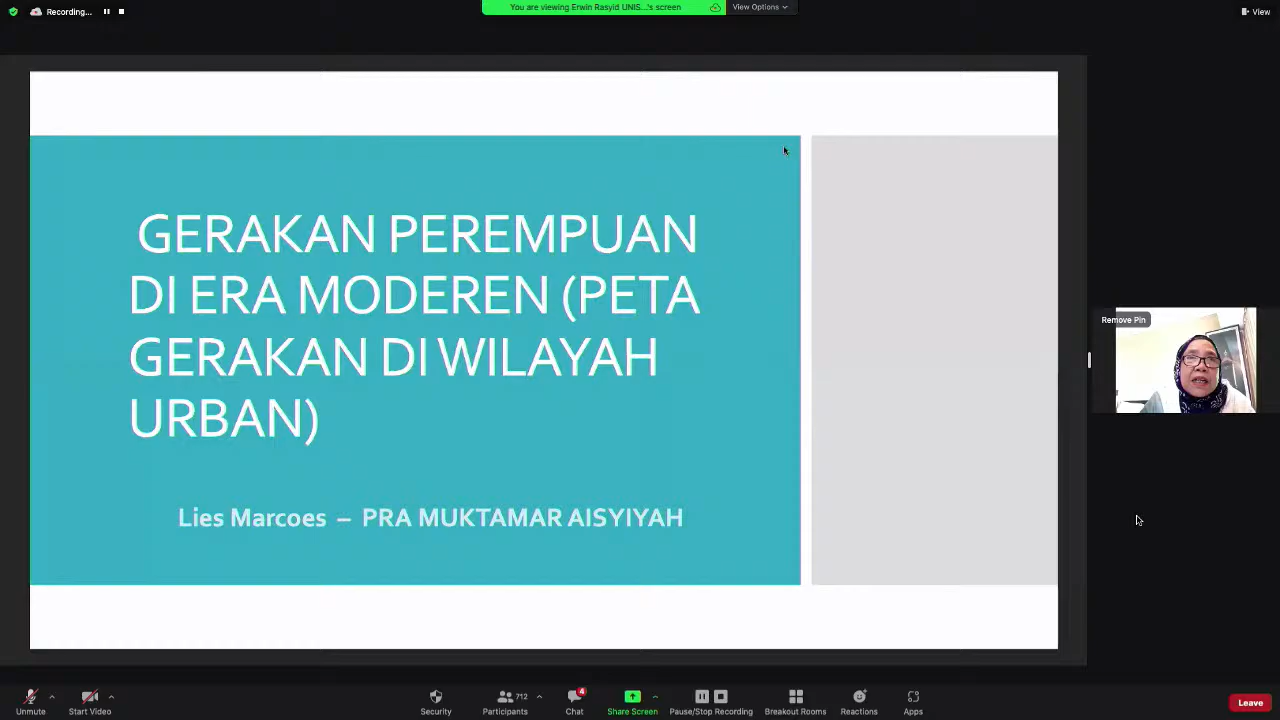 Recording...
You are viewing Erwin Rasyid UNIS...'s screen
View Options
View
GERAKAN PEREMPUAN
DI ERA MODEREN (PETA
GERAKAN DI WILAYAH
URBAN)
Lies Marcoes – PRA MUKTAMAR AISYIYAH
Remove Pin
Unmute
Start Video
Security
Participants
712
Chat
4
Share Screen
Pause/Stop Recording
Breakout Rooms
Reactions
Apps
Leave